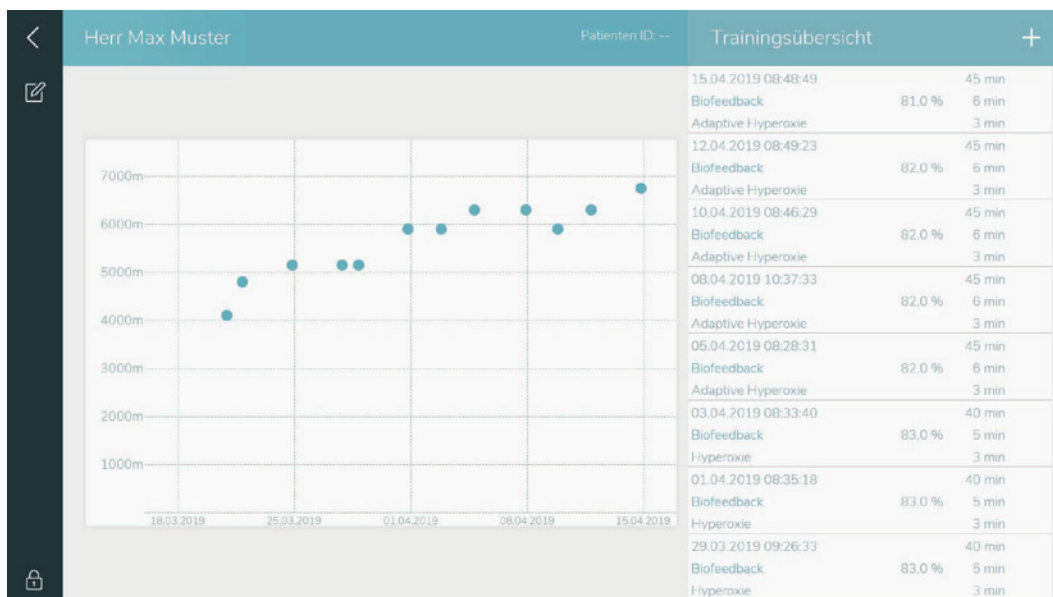 Herr Max Muster
Patienten ID: --
7000m
6000m
5000m
4000m
3000m
2000m
1000m
18.03.2019 25.03.2019 01.04.2019 08.04.2019 15.04.2019
Trainingsübersicht
15.04.2019 08:48:49 45 min
Biofeedback 81,0 % 6 min
Adaptive Hyperoxie 3 min
12.04.2019 08:49:23 45 min
Biofeedback 82,0 % 6 min
Adaptive Hyperoxie 3 min
10.04.2019 08:46:29 45 min
Biofeedback 82,0 % 6 min
Adaptive Hyperoxie 3 min
08.04.2019 10:37:33 45 min
Biofeedback 82,0 % 6 min
Adaptive Hyperoxie 3 min
05.04.2019 08:28:31 45 min
Biofeedback 82,0 % 6 min
Adaptive Hyperoxie 3 min
03.04.2019 08:33:40 40 min
Biofeedback 83,0 % 5 min
Hyperoxie 3 min
01.04.2019 08:35:18 40 min
Biofeedback 83,0 % 5 min
Hyperoxie 3 min
29.03.2019 09:26:33 40 min
Biofeedback 83,0 % 5 min
Hyperoxie 3 min